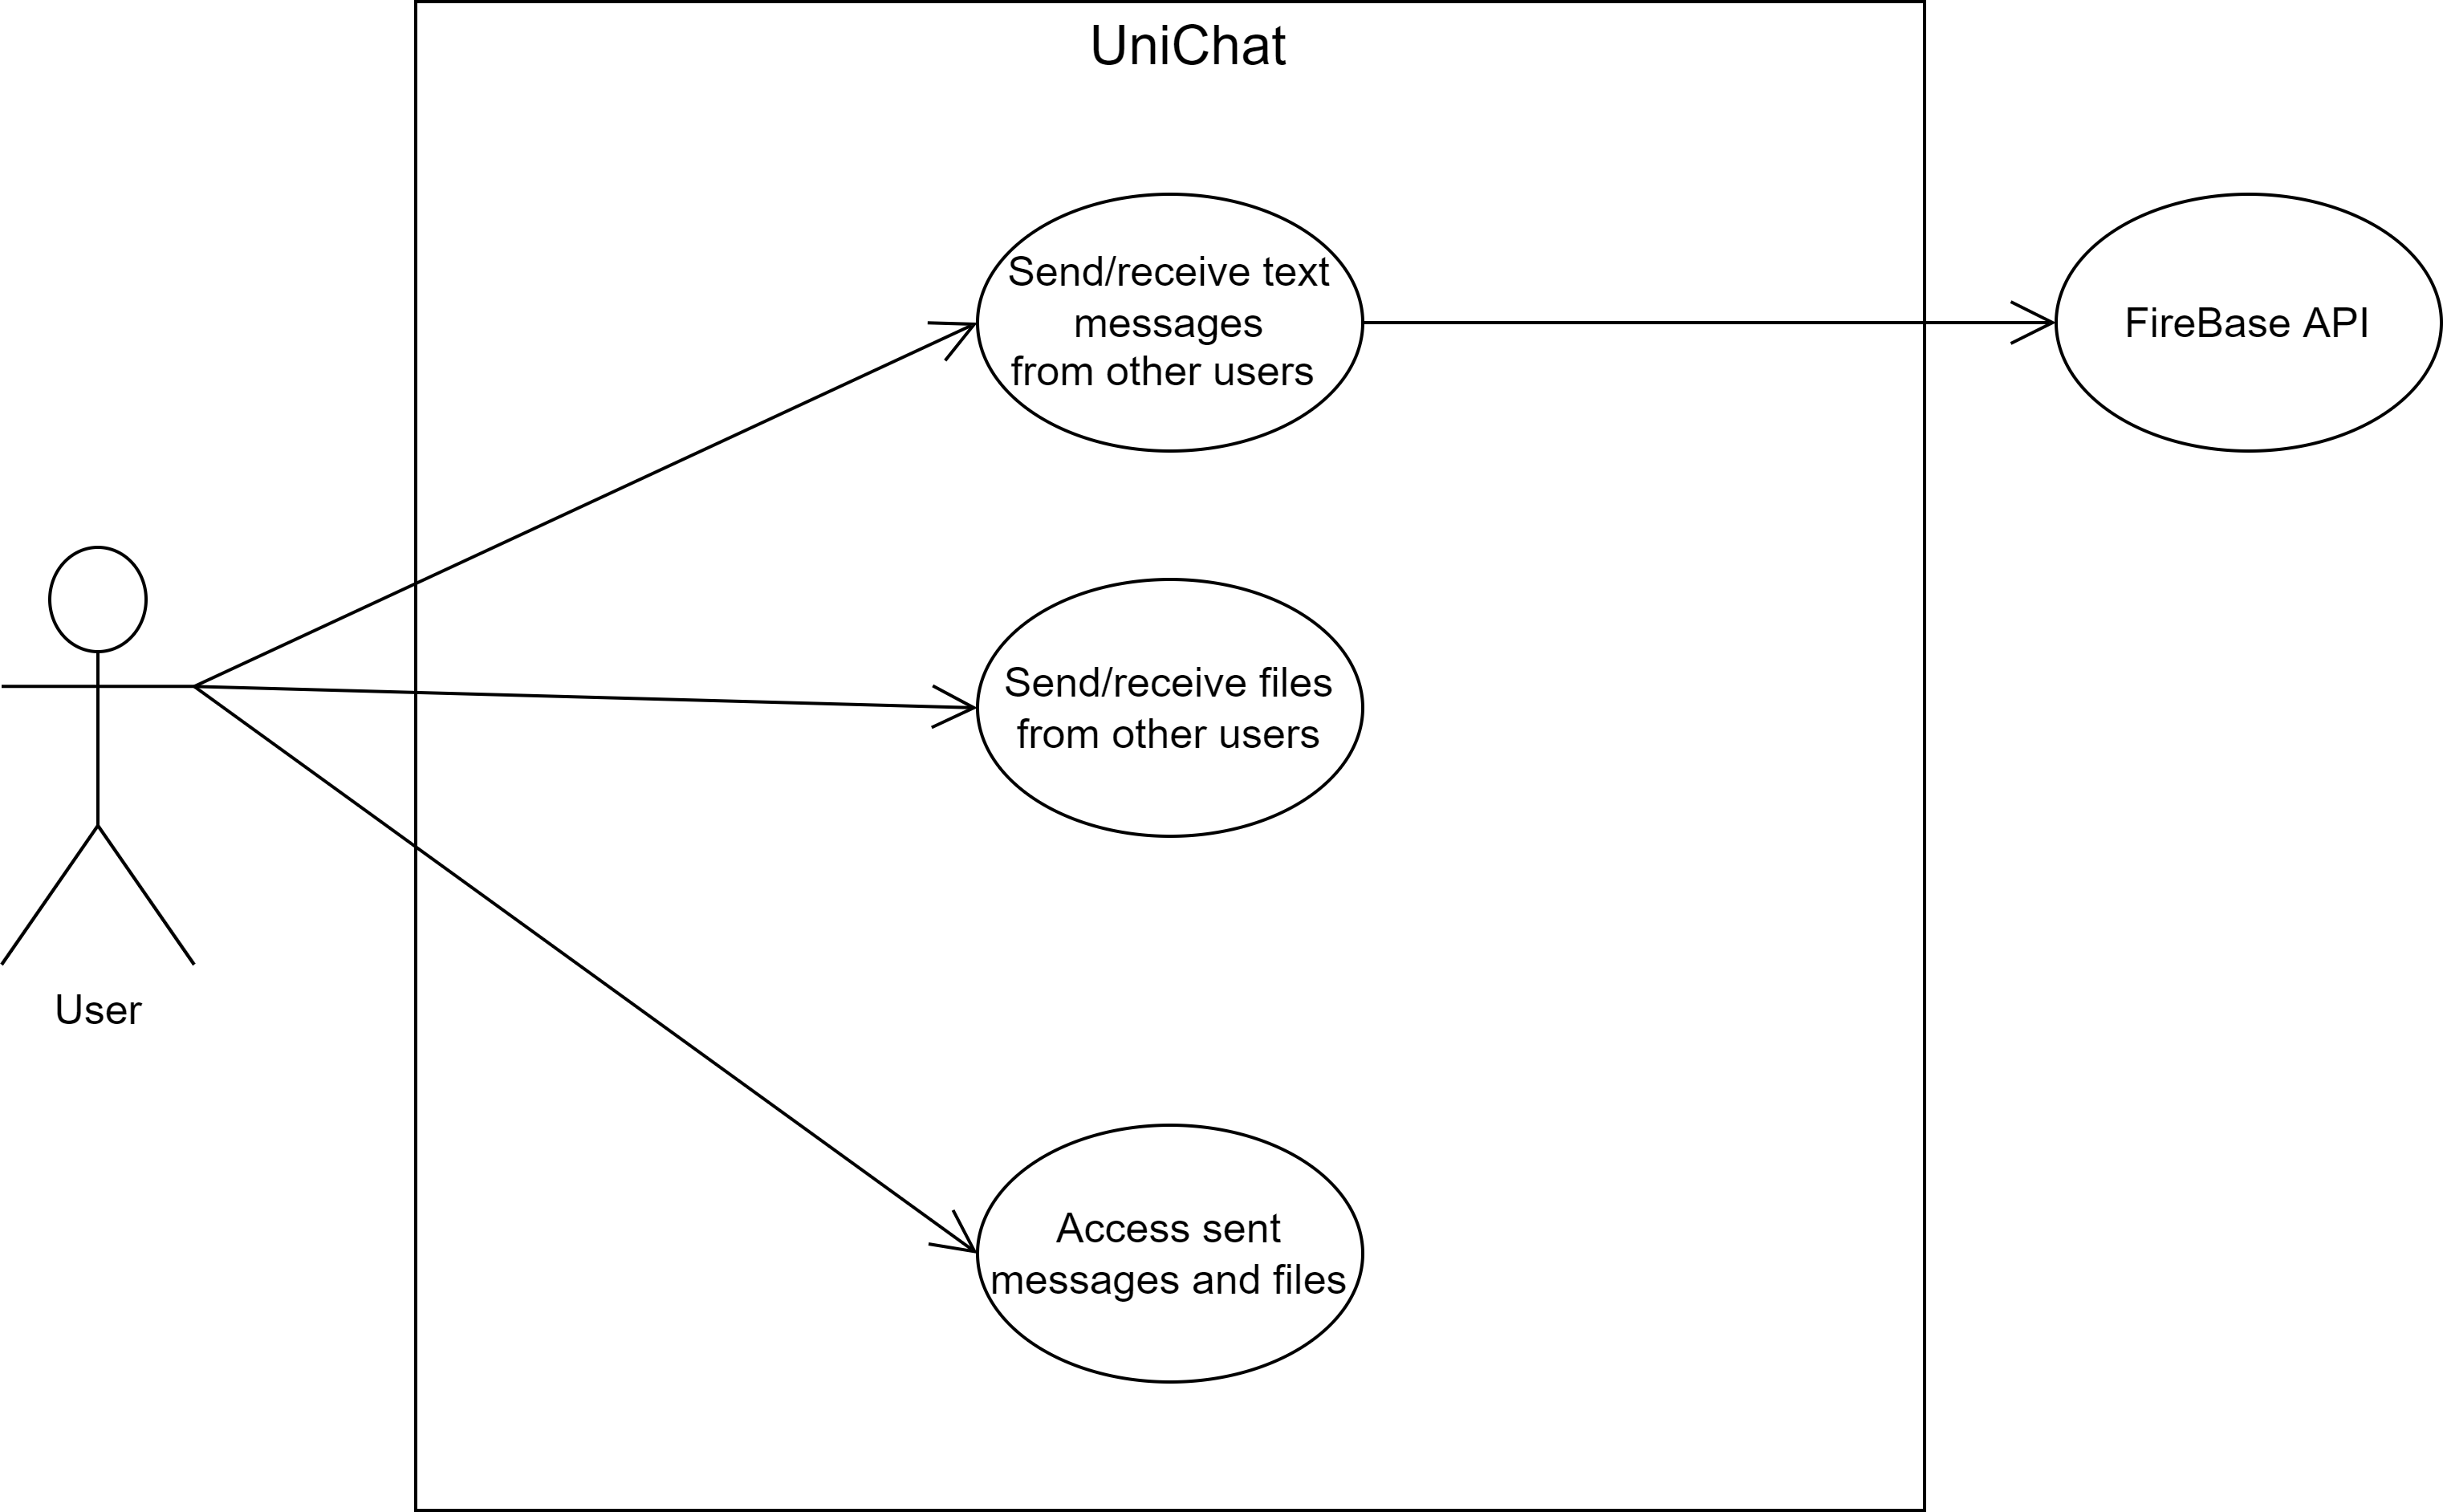 UniChat
Send/receive text
messages
from other users
FireBase API
Send/receive files
from other users
User
Access sent
messages and files